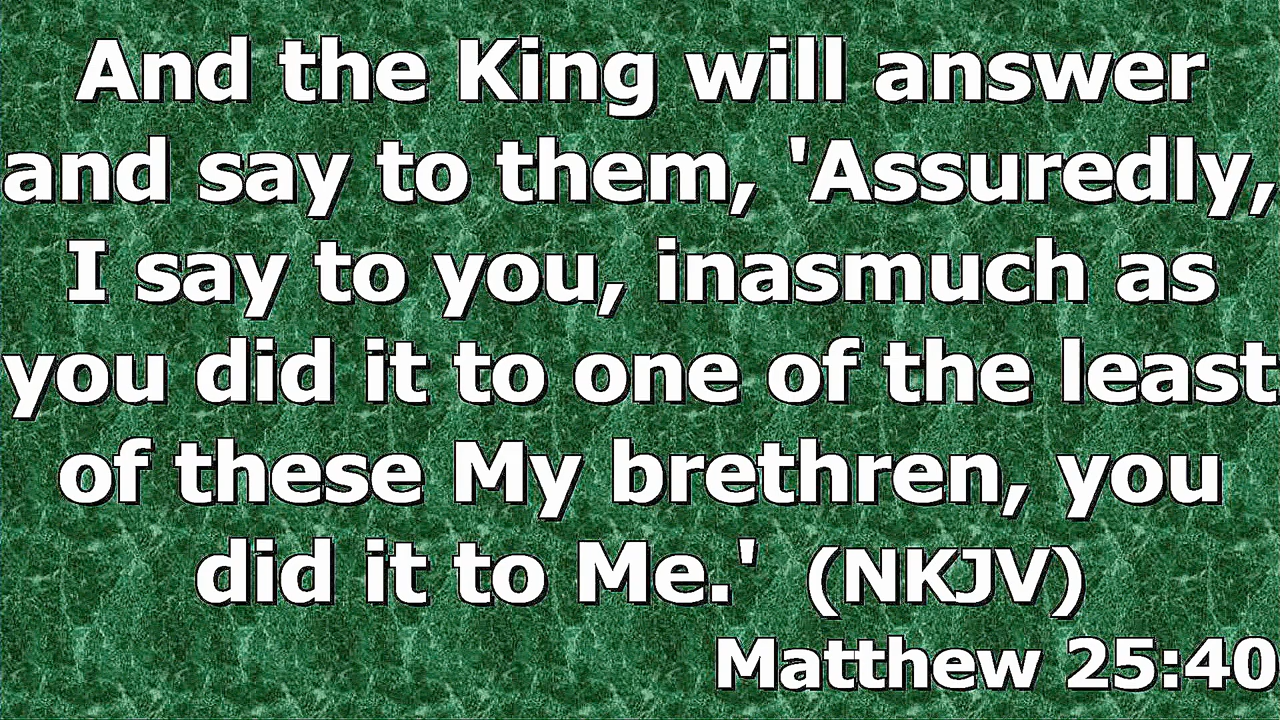 And the King will answer
and say to them, 'Assuredly,
I say to you, inasmuch as
you did it to one of the least
of these My brethren, you
did it to Me.' (NKJV)
Matthew 25:40